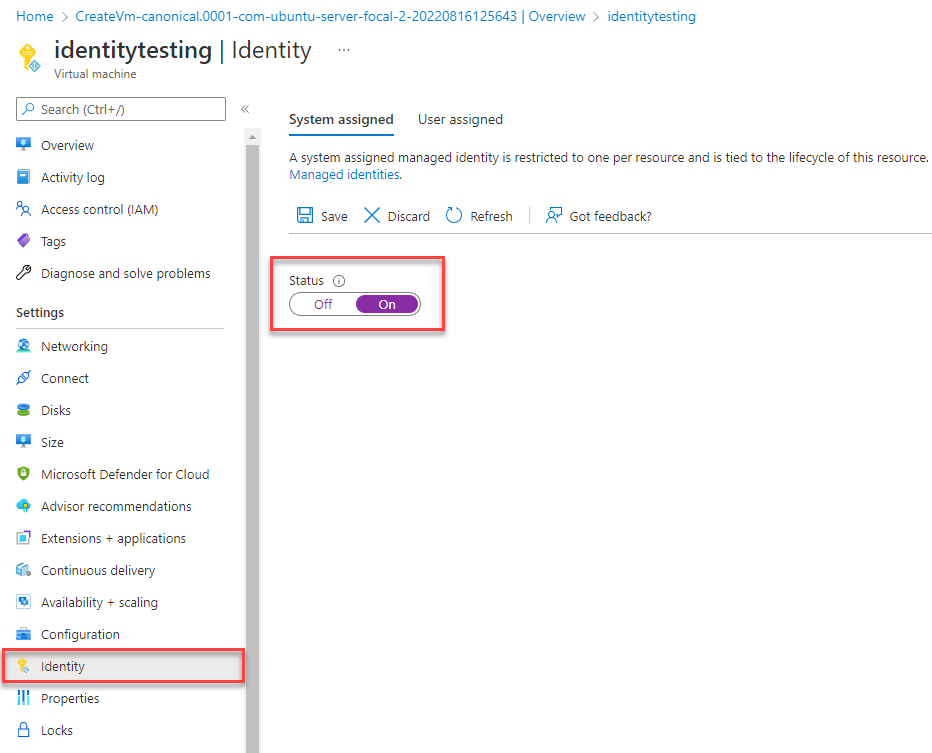 Home > CreateVm-canonical.0001-com-ubuntu-server-focal-2-20220816125643 | Overview > identitytesting
identitytesting | Identity ...
Virtual machine
Search (Ctrl+/)
«
Overview
Activity log
Access control (IAM)
Tags
Diagnose and solve problems
Settings
Networking
Connect
Disks
Size
Microsoft Defender for Cloud
Advisor recommendations
Extensions + applications
Continuous delivery
Availability + scaling
Configuration
Identity
Properties
Locks
System assigned User assigned
A system assigned managed identity is restricted to one per resource and is tied to the lifecycle of this resource.
Managed identities.
Save Discard Refresh Got feedback?
Status
Off On